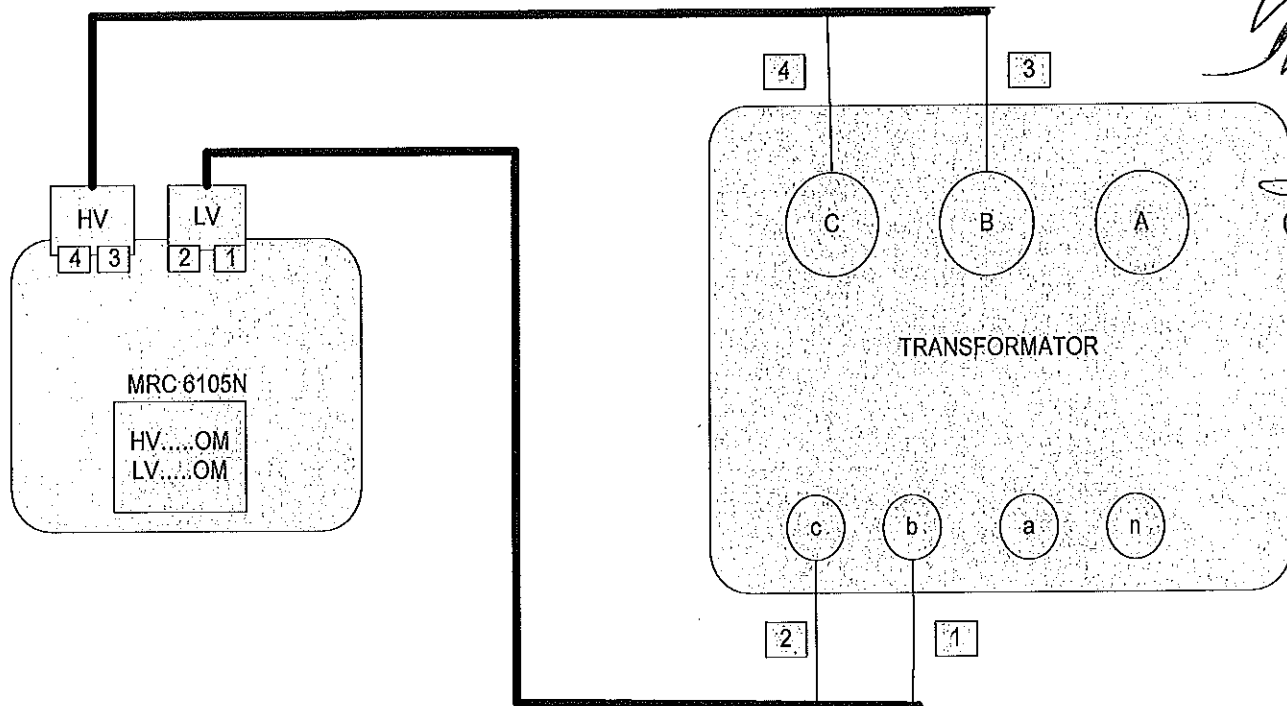 4
3
HV
LV
4 3
2 1
C
B
A
TRANSFORMATOR
MRC 6105N
HV.....OM
LV.....OM
c
b
a
n
2
1